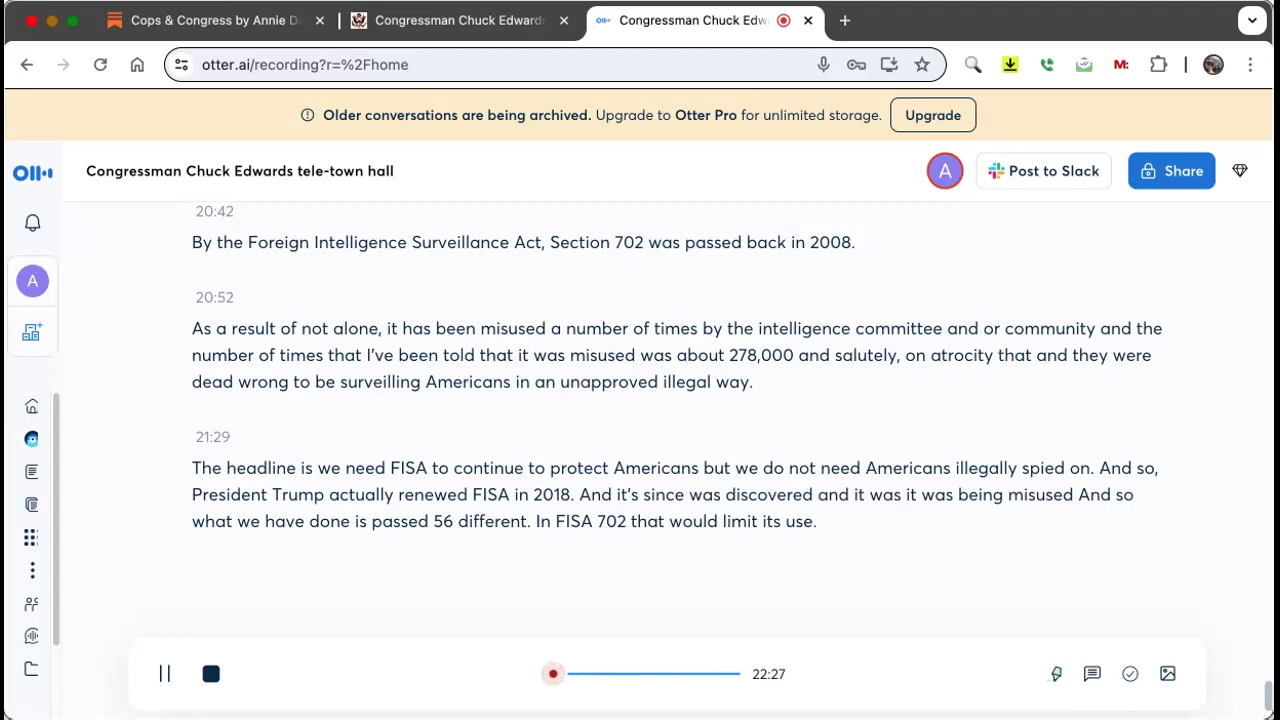 Cops & Congress by Annie Da
Congressman Chuck Edwards
Congressman Chuck Edw
otter.ai/recording?r=%2Fhome
M:
Older conversations are being archived. Upgrade to Otter Pro for unlimited storage.
Upgrade
Congressman Chuck Edwards tele-town hall
A
Post to Slack
Share
A
20:42
By the Foreign Intelligence Surveillance Act, Section 702 was passed back in 2008.
20:52
As a result of not alone, it has been misused a number of times by the intelligence committee and or community and the
number of times that I've been told that it was misused was about 278,000 and salutely, on atrocity that and they were
dead wrong to be surveilling Americans in an unapproved illegal way.
21:29
The headline is we need FISA to continue to protect Americans but we do not need Americans illegally spied on. And so,
President Trump actually renewed FISA in 2018. And it's since was discovered and it was it was being misused And so
what we have done is passed 56 different. In FISA 702 that would limit its use.
22:27